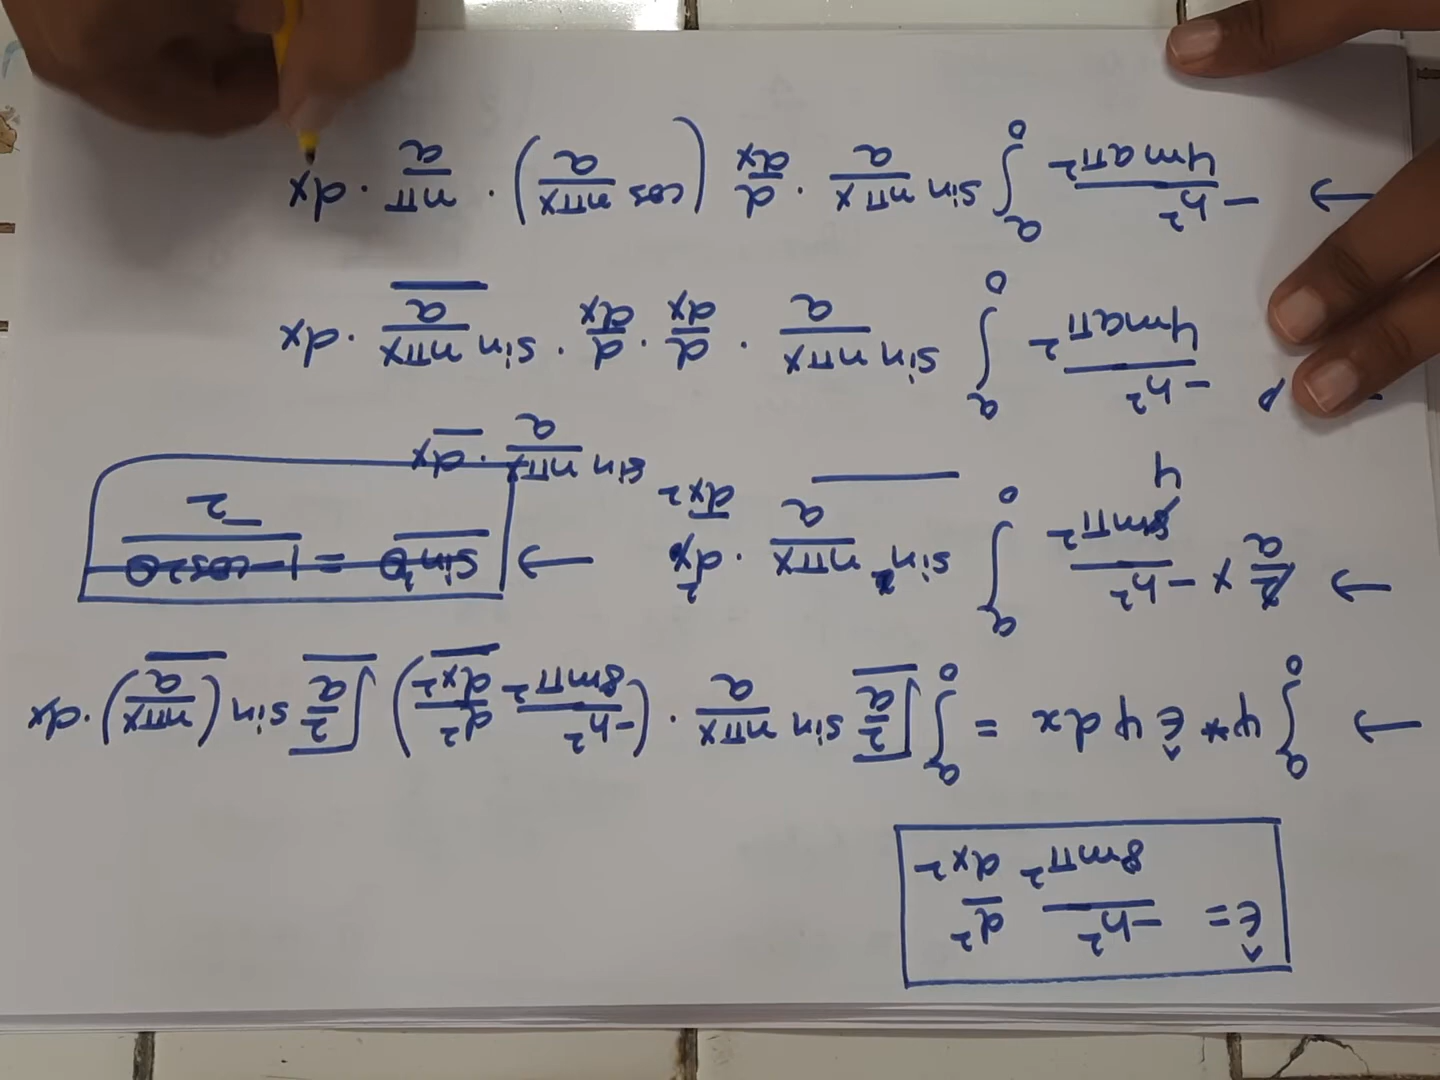 Ê = -h² / 8mπ² d² / dx²
→ ∫₀ᵃ ψ* Ê ψ dx = ∫₀ᵃ √(2/a) sin nπx/a · (-h²/8mπ² d²/dx²) √(2/a) sin (nπx/a) · dx
→ 2/a × -h²/8mπ² 4 ∫₀ᵃ sin nπx/a · d²/dx² sin nπx/a · dx → sin²θ = 1-cos2θ / 2
→ -h²/4maπ² ∫₀ᵃ sin nπx/a · d/dx · d/dx · sin nπx/a · dx
→ -h²/4maπ² ∫₀ᵃ sin nπx/a · d/dx (cos nπx/a) · nπ/a · dx